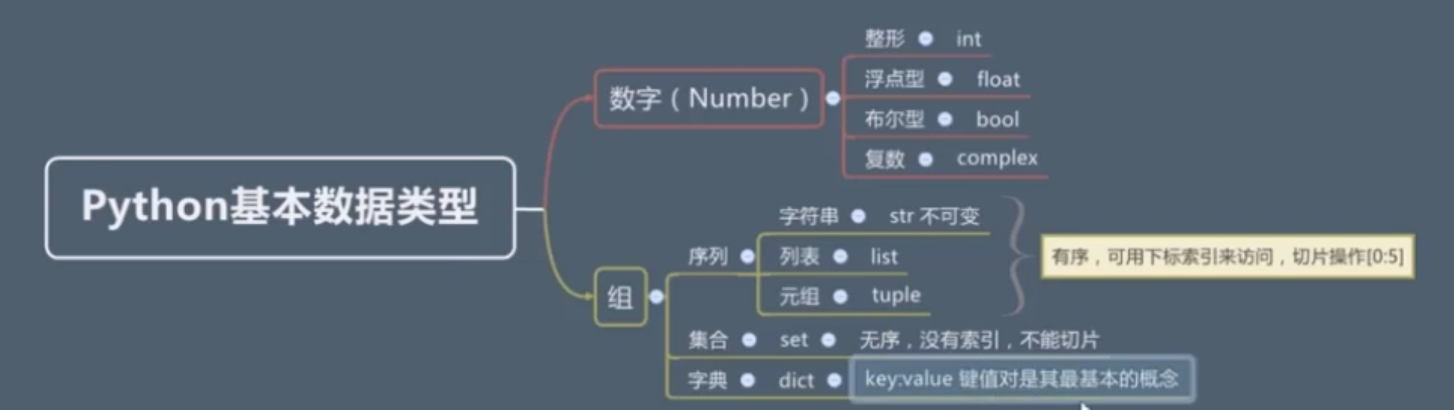 Python基本数据类型
数字（Number）
整形 int
浮点型 float
布尔型 bool
复数 complex
组
序列
字符串 str 不可变
列表 list
元组 tuple
有序，可用下标索引来访问，切片操作[0:5]
集合 set 无序，没有索引，不能切片
字典 dict key:value 键值对是其最基本的概念